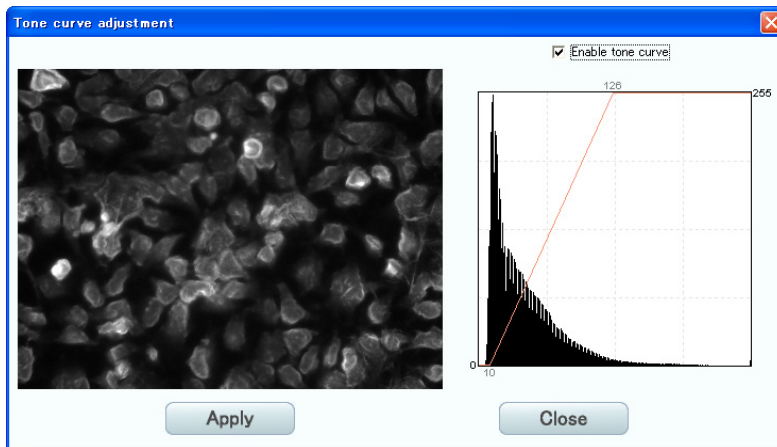 Tone curve adjustment
Enable tone curve
126
255
0
10
Apply
Close